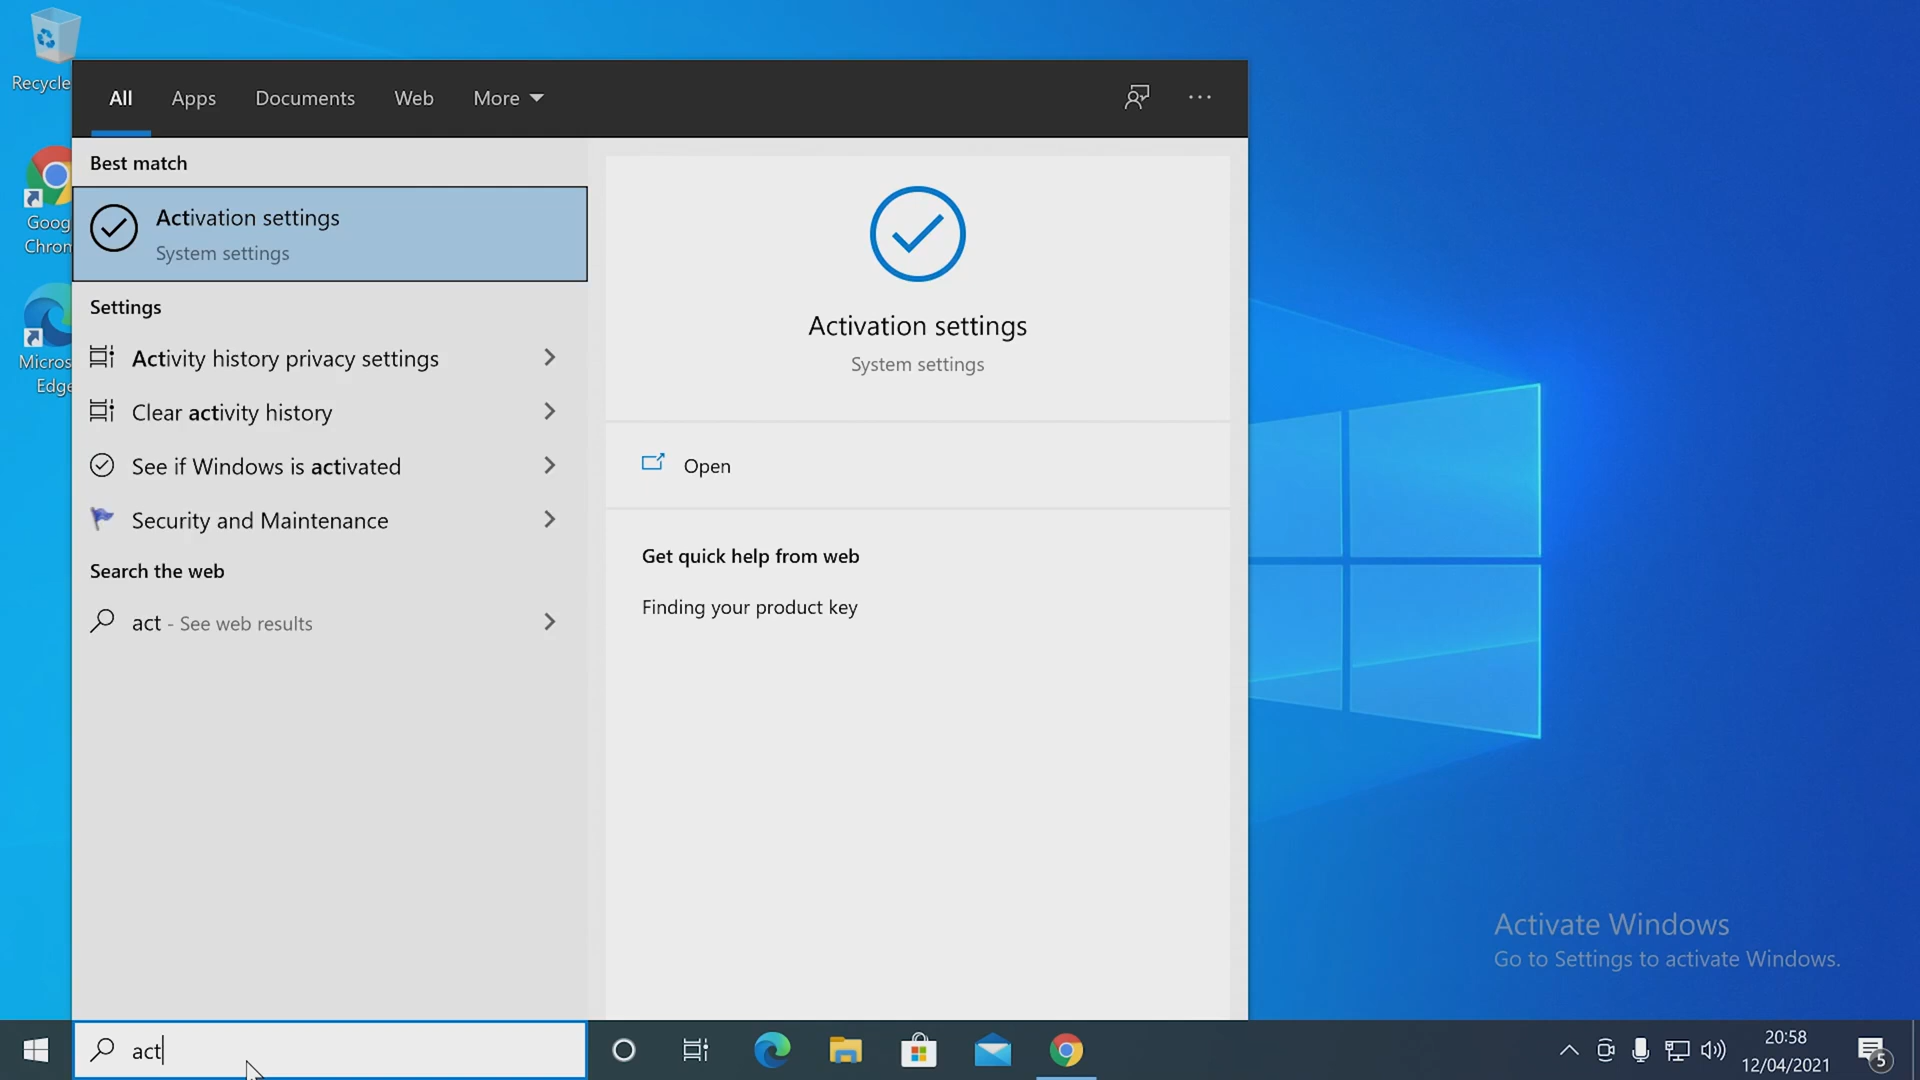 Recycle
All
Apps
Documents
Web
More
Best match
Activation settings
System settings
Settings
Activity history privacy settings
Clear activity history
See if Windows is activated
Security and Maintenance
Search the web
act - See web results
Activation settings
System settings
Open
Get quick help from web
Finding your product key
Goog
Chrom
Micros
Edge
Activate Windows
Go to Settings to activate Windows.
act
20:58
12/04/2021
5